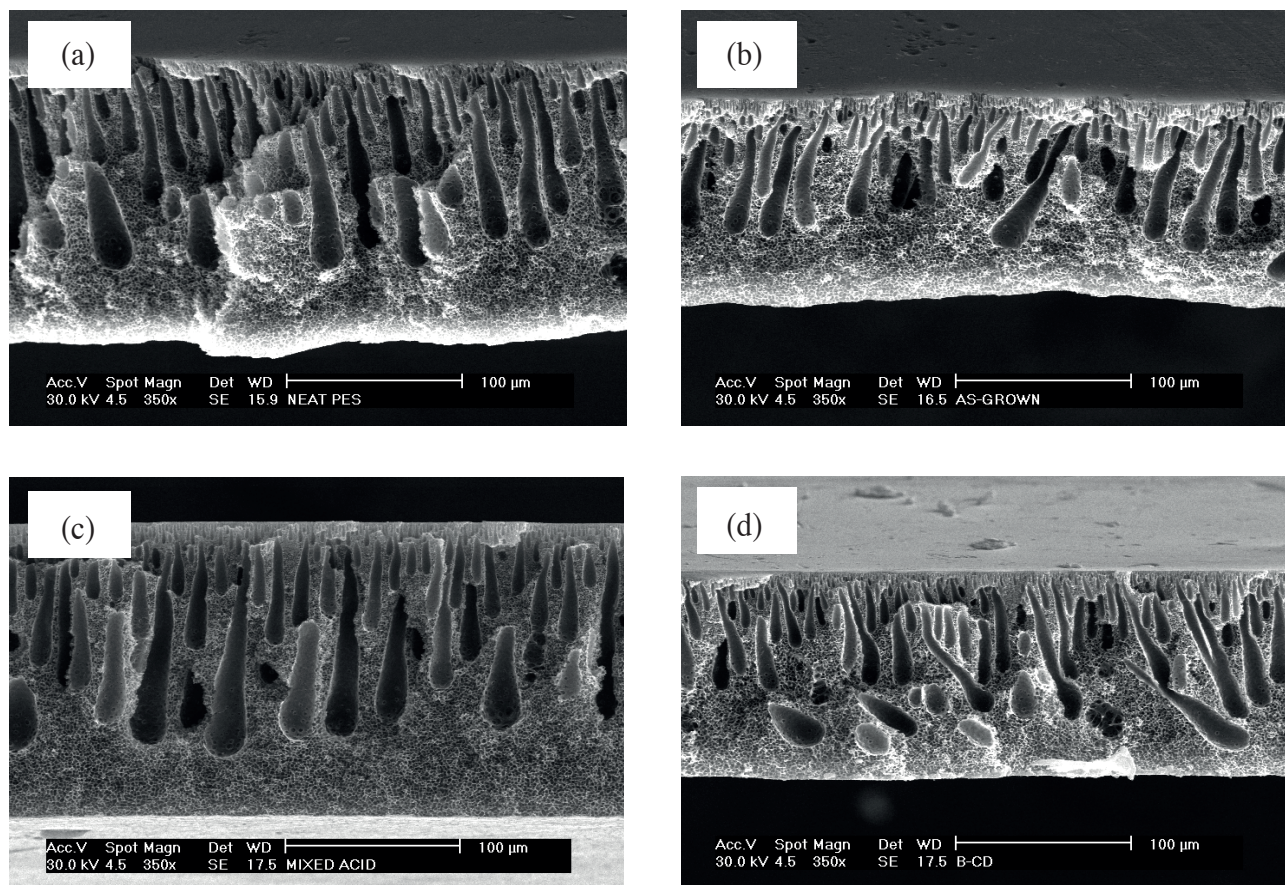 (a)
Acc.V Spot Magn Det WD 100 µm
30.0 kV 4.5 350x SE 15.9 NEAT PES
(b)
Acc.V Spot Magn Det WD 100 µm
30.0 kV 4.5 350x SE 16.5 AS-GROWN
(c)
Acc.V Spot Magn Det WD 100 µm
30.0 kV 4.5 350x SE 17.5 MIXED ACID
(d)
Acc.V Spot Magn Det WD 100 µm
30.0 kV 4.5 350x SE 17.5 B-CD